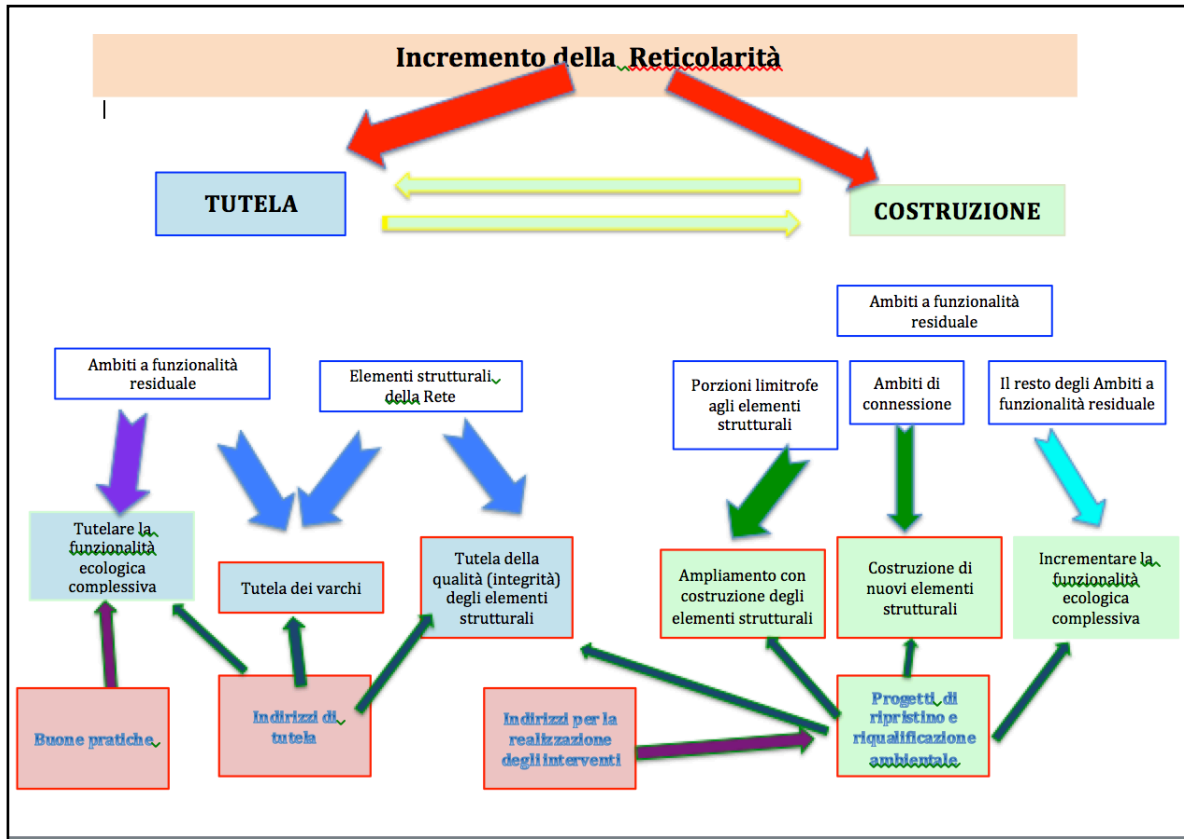 Incremento della Reticolarità
TUTELA
COSTRUZIONE
Ambiti a funzionalità
residuale
Ambiti a funzionalità
residuale
Elementi strutturali
della Rete
Porzioni limitrofe
agli elementi
strutturali
Ambiti di
connessione
Il resto degli Ambiti a
funzionalità residuale
Tutelare la
funzionalità
ecologica
complessiva
Tutela dei varchi
Tutela della
qualità (integrità)
degli elementi
strutturali
Ampliamento con
costruzione degli
elementi strutturali
Costruzione di
nuovi elementi
strutturali
Incrementare la
funzionalità
ecologica
complessiva
Buone pratiche
Indirizzi di
tutela
Indirizzi per la
realizzazione
degli interventi
Progetti di
ripristino e
riqualificazione
ambientale